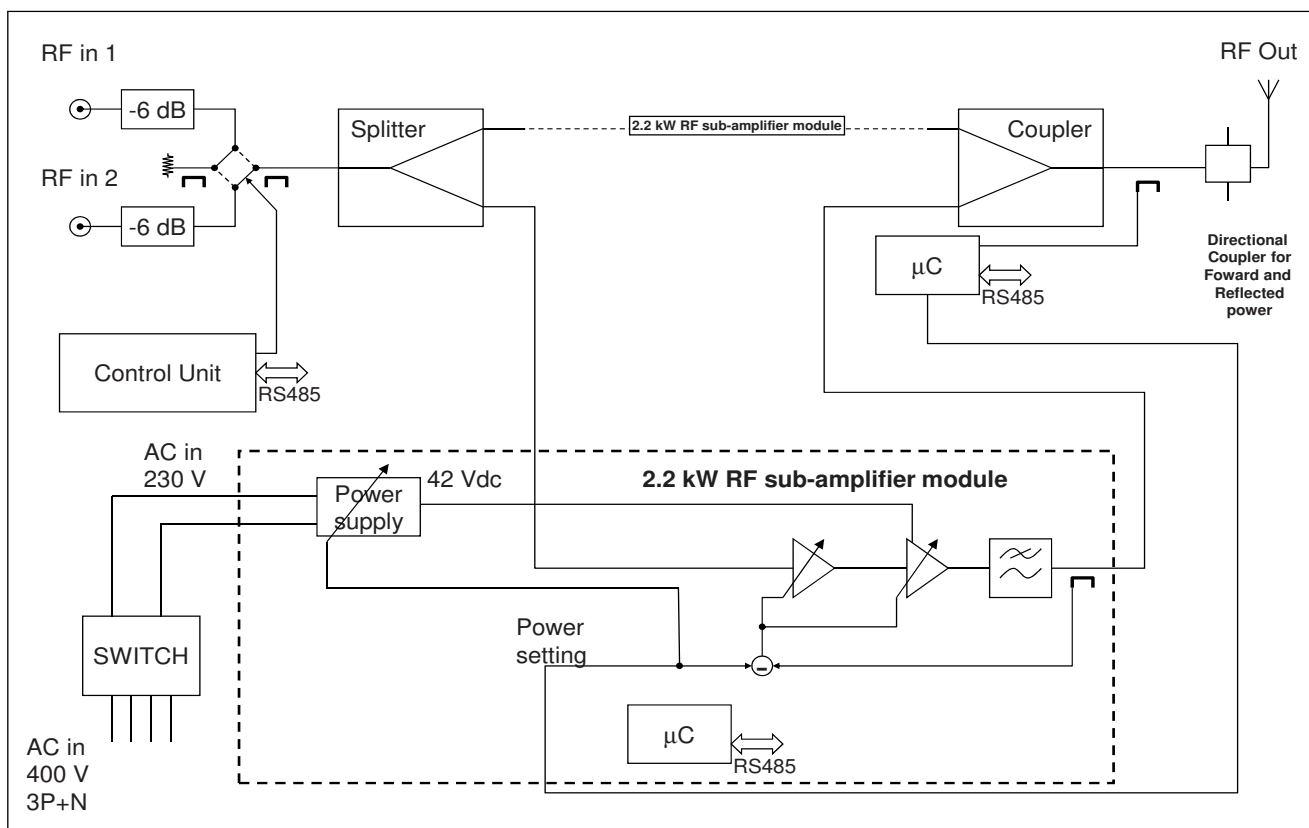 RF in 1
-6 dB
RF in 2
-6 dB
Splitter
2.2 kW RF sub-amplifier module
Coupler
RF Out
Directional
Coupler for
Foward and
Reflected
power
μC
RS485
Control Unit
RS485
AC in
230 V
Power
supply
42 Vdc
2.2 kW RF sub-amplifier module
SWITCH
Power
setting
-
μC
RS485
AC in
400 V
3P+N